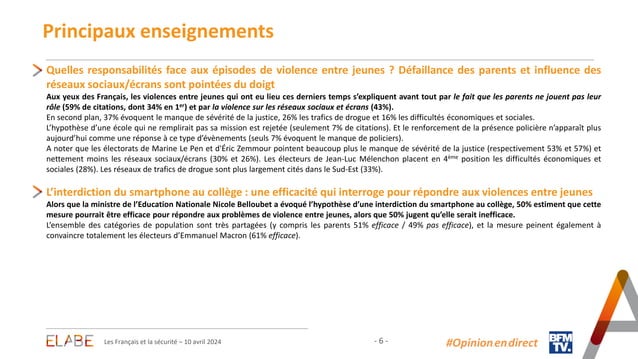 Principaux enseignements
Quelles responsabilités face aux épisodes de violence entre jeunes ? Défaillance des parents et influence des
réseaux sociaux/écrans sont pointées du doigt
Aux yeux des Français, les violences entre jeunes qui ont eu lieu ces derniers temps s'expliquent avant tout par le fait que les parents ne jouent pas leur
rôle (59% de citations, dont 34% en 1er) et par la violence sur les réseaux sociaux et écrans (43%).
En second plan, 37% évoquent le manque de sévérité de la justice, 26% les trafics de drogue et 16% les difficultés économiques et sociales.
L'hypothèse d'une école qui ne remplirait pas sa mission est rejetée (seulement 7% de citations). Et le renforcement de la présence policière n'apparaît plus
aujourd'hui comme une réponse à ce type d'évènements (seuls 7% évoquent le manque de policiers).
A noter que les électorats de Marine Le Pen et d'Éric Zemmour pointent beaucoup plus le manque de sévérité de la justice (respectivement 53% et 57%) et
nettement moins les réseaux sociaux/écrans (30% et 26%). Les électeurs de Jean-Luc Mélenchon placent en 4ème position les difficultés économiques et
sociales (28%). Les réseaux de trafics de drogue sont plus largement cités dans le Sud-Est (33%).
L'interdiction du smartphone au collège : une efficacité qui interroge pour répondre aux violences entre jeunes
Alors que la ministre de l'Education Nationale Nicole Belloubet a évoqué l'hypothèse d'une interdiction du smartphone au collège, 50% estiment que cette
mesure pourrait être efficace pour répondre aux problèmes de violence entre jeunes, alors que 50% jugent qu'elle serait inefficace.
L'ensemble des catégories de population sont très partagées (y compris les parents 51% efficace / 49% pas efficace), et la mesure peinent également à
convaincre totalement les électeurs d'Emmanuel Macron (61% efficace).
ELABE Les Français et la sécurité – 10 avril 2024 - 6 - #Opinionendirect BFM
TV.